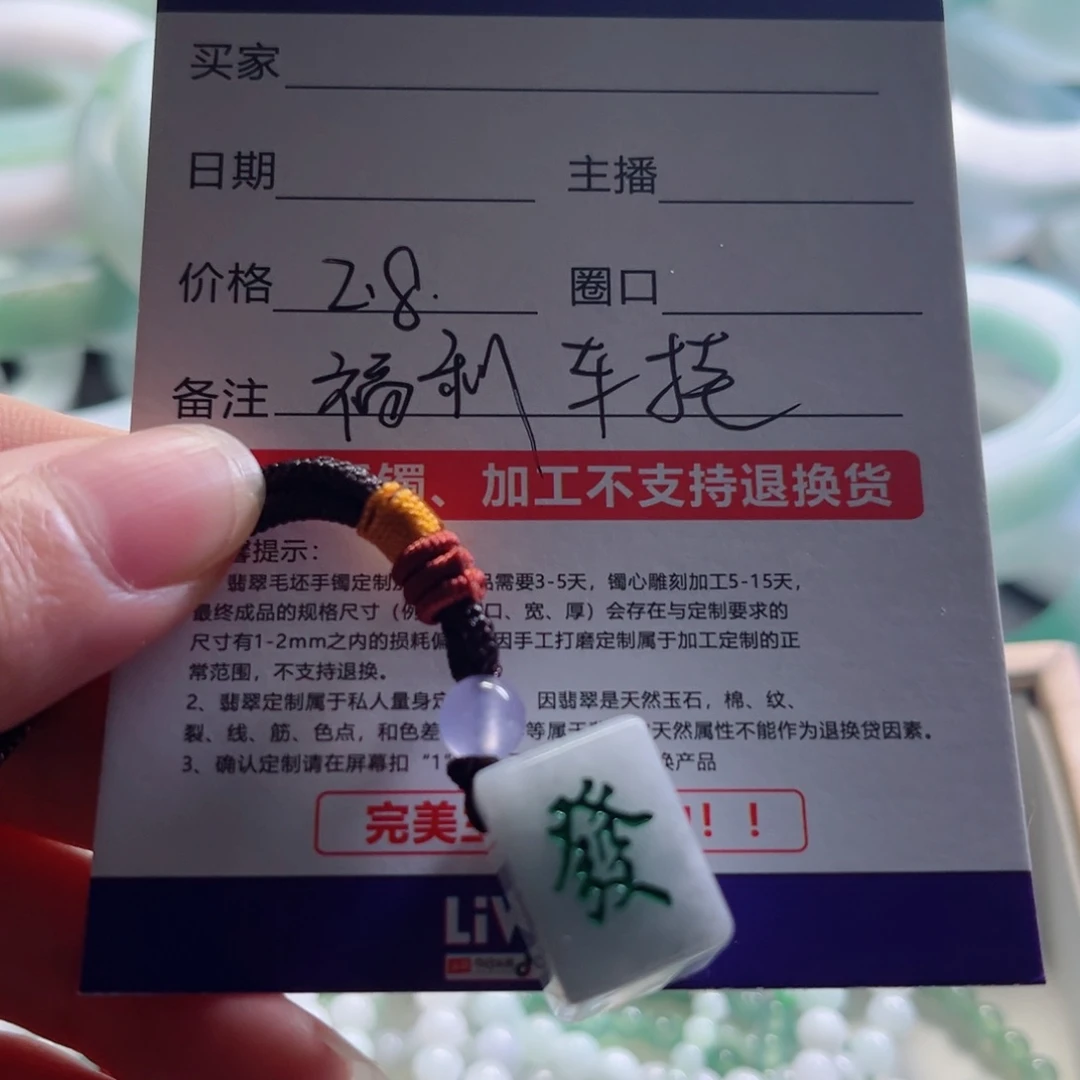 买家
日期 主播
价格 2.8. 圈口
备注 福利 车挂
镯、加工不支持退换货
提示：
翡翠毛坯手镯定制 品需要3-5天，镯心雕刻加工5-15天，
最终成品的规格尺寸（例 口、宽、厚）会存在与定制要求的
尺寸有1-2mm之内的损耗偏 因手工打磨定制属于加工定制的正
常范围，不支持退换。
2、翡翠定制属于私人量身定 因翡翠是天然玉石，棉、纹、
裂、线、筋、色点，和色差 等属于 天然属性不能作为退换贷因素。
3、确认定制请在屏幕扣“1” 换产品
完美 ！！
LiW
發